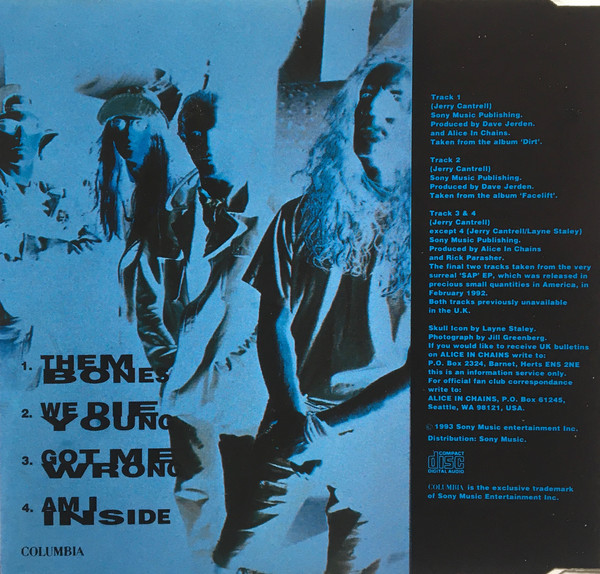 1. THEM
BONES
2. WE DIE
YOUNG
3. GOT ME
WRONG
4. AM I
INSIDE
COLUMBIA
Track 1
(Jerry Cantrell)
Sony Music Publishing.
Produced by Dave Jerden.
and Alice In Chains.
Taken from the album 'Dirt'.
Track 2
(Jerry Cantrell)
Sony Music Publishing.
Produced by Dave Jerden.
Taken from the album 'Facelift'.
Track 3 & 4
(Jerry Cantrell)
except 4 (Jerry Cantrell/Layne Staley)
Sony Music Publishing.
Produced by Alice In Chains
and Rick Parasher.
The final two tracks taken from the very
surreal 'SAP' EP, which was released in
precious small quantities in America, in
February 1992.
Both tracks previously unavailable
in the U.K.
Skull Icon by Layne Staley.
Photograph by Jill Greenberg.
If you would like to receive UK bulletins
on ALICE IN CHAINS write to:
P.O. Box 2324, Barnet, Herts EN5 2NE
this is an information service only.
For official fan club correspondance
write to:
ALICE IN CHAINS, P.O. Box 61245,
Seattle, WA 98121, USA.
© 1993 Sony Music entertainment Inc.
Distribution: Sony Music.
COMPACT
disc
DIGITAL AUDIO
COLUMBIA is the exclusive trademark
of Sony Music Entertainment Inc.